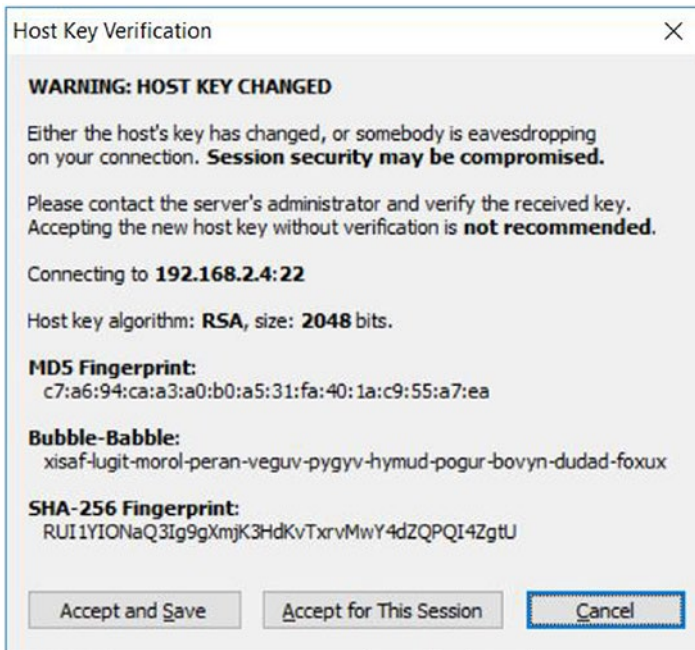 Host Key Verification
WARNING: HOST KEY CHANGED
Either the host's key has changed, or somebody is eavesdropping
on your connection. Session security may be compromised.
Please contact the server's administrator and verify the received key.
Accepting the new host key without verification is not recommended.
Connecting to 192.168.2.4:22
Host key algorithm: RSA, size: 2048 bits.
MD5 Fingerprint:
c7:a6:94:ca:a3:a0:b0:a5:31:fa:40:1a:c9:55:a7:ea
Bubble-Babble:
xisaf-lugit-morol-peran-veguv-pygyv-hymud-pogur-bovyn-dudad-foxux
SHA-256 Fingerprint:
RUI1YIONaQ3Ig9gXmjK3HdKvTxrvMwY4dZQPQI4ZgtU
Accept and Save
Accept for This Session
Cancel